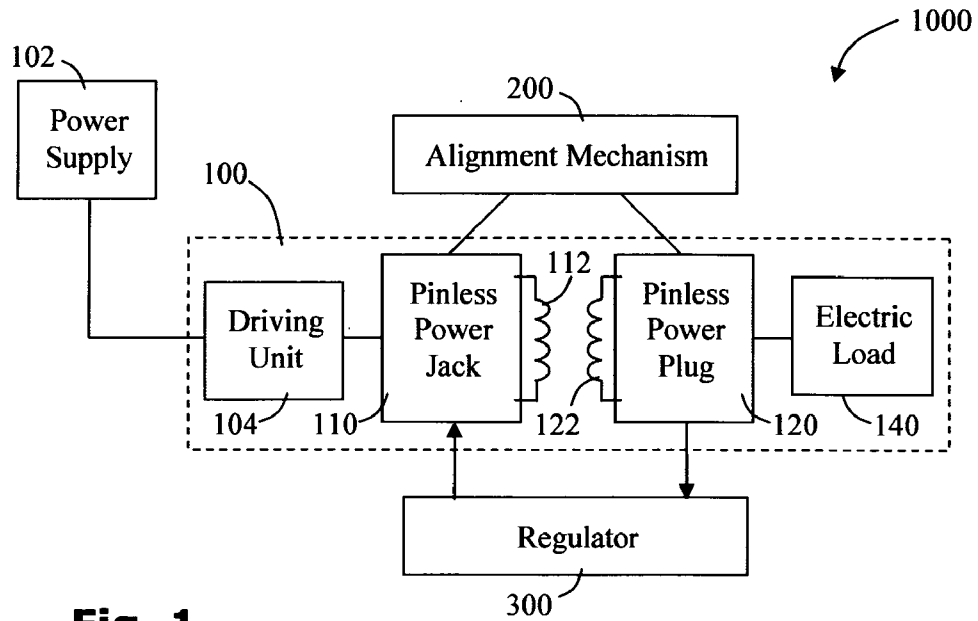 1000
102
Power
Supply
200
Alignment Mechanism
100
112
Driving
Unit
Pinless
Power
Jack
Pinless
Power
Plug
Electric
Load
104
110
122
120
140
Regulator
300
Fig. 1